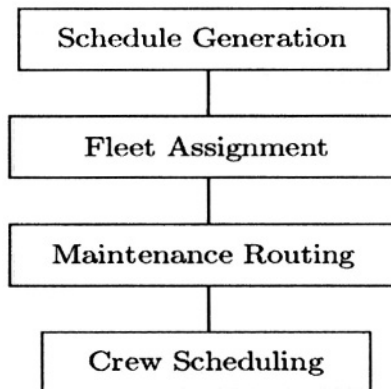 Schedule Generation
Fleet Assignment
Maintenance Routing
Crew Scheduling